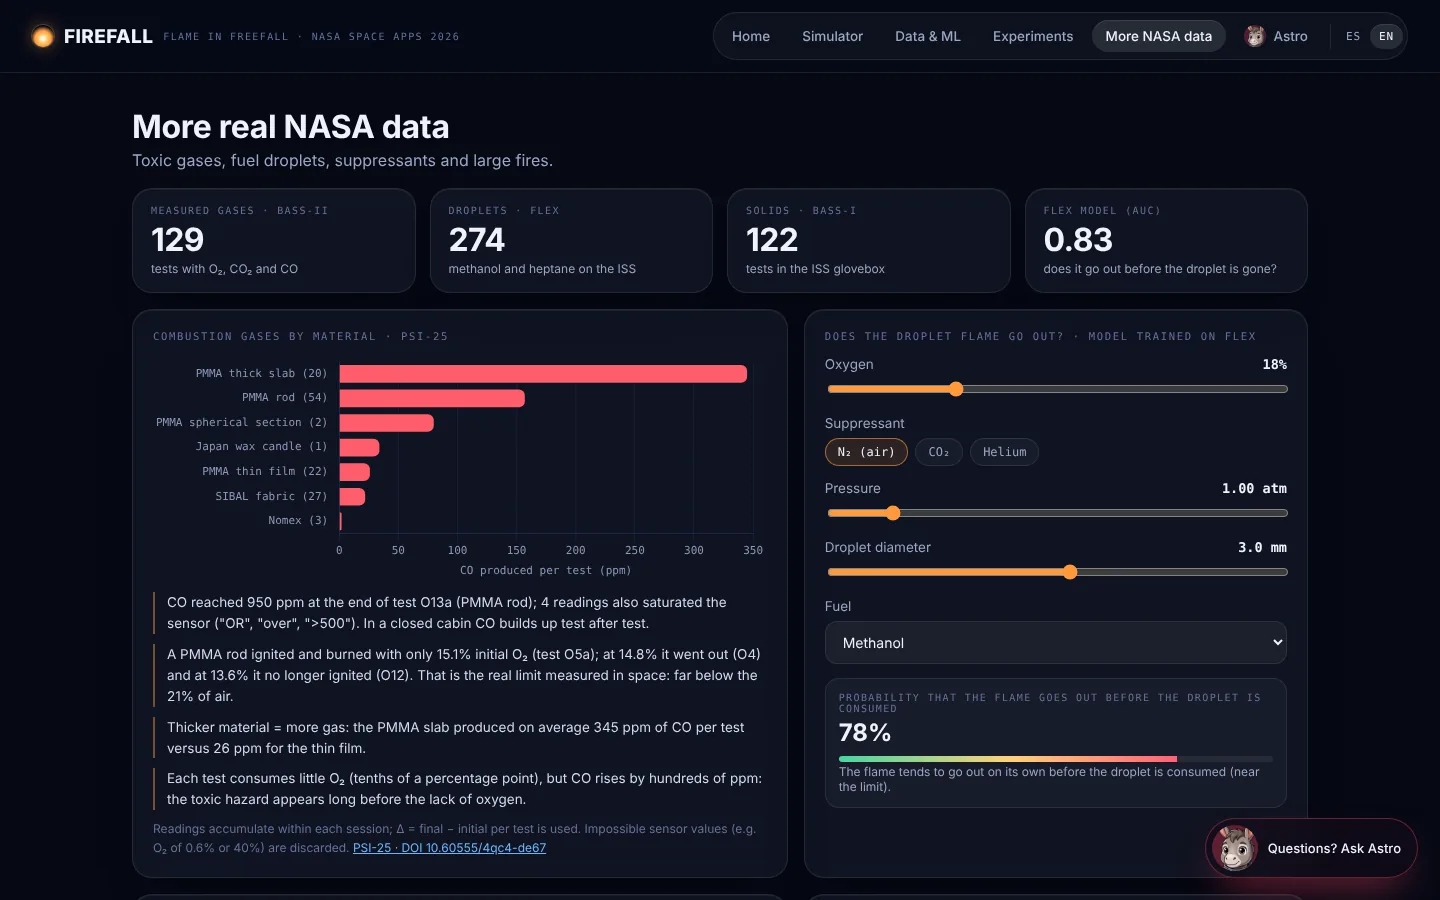 FIREFALL
FLAME IN FREEFALL · NASA SPACE APPS 2026
Home
Simulator
Data & ML
Experiments
More NASA data
Astro
ES
EN
More real NASA data
Toxic gases, fuel droplets, suppressants and large fires.
MEASURED GASES · BASS-II
129
tests with O₂, CO₂ and CO
DROPLETS · FLEX
274
methanol and heptane on the ISS
SOLIDS · BASS-I
122
tests in the ISS glovebox
FLEX MODEL (AUC)
0.83
does it go out before the droplet is gone?
COMBUSTION GASES BY MATERIAL · PSI-25
PMMA thick slab (20)
PMMA rod (54)
PMMA spherical section (2)
Japan wax candle (1)
PMMA thin film (22)
SIBAL fabric (27)
Nomex (3)
0 50 100 150 200 250 300 350
CO produced per test (ppm)
CO reached 950 ppm at the end of test O13a (PMMA rod); 4 readings also saturated the
sensor ("OR", "over", ">500"). In a closed cabin CO builds up test after test.
A PMMA rod ignited and burned with only 15.1% initial O₂ (test O5a); at 14.8% it went out (O4)
and at 13.6% it no longer ignited (O12). That is the real limit measured in space: far below the
21% of air.
Thicker material = more gas: the PMMA slab produced on average 345 ppm of CO per test
versus 26 ppm for the thin film.
Each test consumes little O₂ (tenths of a percentage point), but CO rises by hundreds of ppm:
the toxic hazard appears long before the lack of oxygen.
Readings accumulate within each session; Δ = final − initial per test is used. Impossible sensor values (e.g.
O₂ of 0.6% or 40%) are discarded. PSI-25 · DOI 10.60555/4qc4-de67
DOES THE DROPLET FLAME GO OUT? · MODEL TRAINED ON FLEX
Oxygen
18%
Suppressant
N₂ (air)
CO₂
Helium
Pressure
1.00 atm
Droplet diameter
3.0 mm
Fuel
Methanol
PROBABILITY THAT THE FLAME GOES OUT BEFORE THE DROPLET IS
CONSUMED
78%
The flame tends to go out on its own before the droplet is consumed (near
the limit).
Questions? Ask Astro